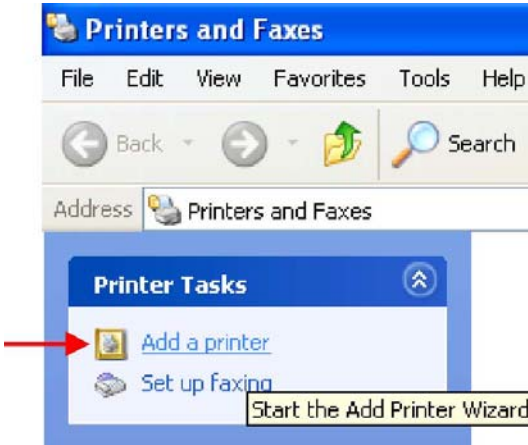 Printers and Faxes
File Edit View Favorites Tools Help
Back Search
Address Printers and Faxes
Printer Tasks
Add a printer
Set up faxing
Start the Add Printer Wizard